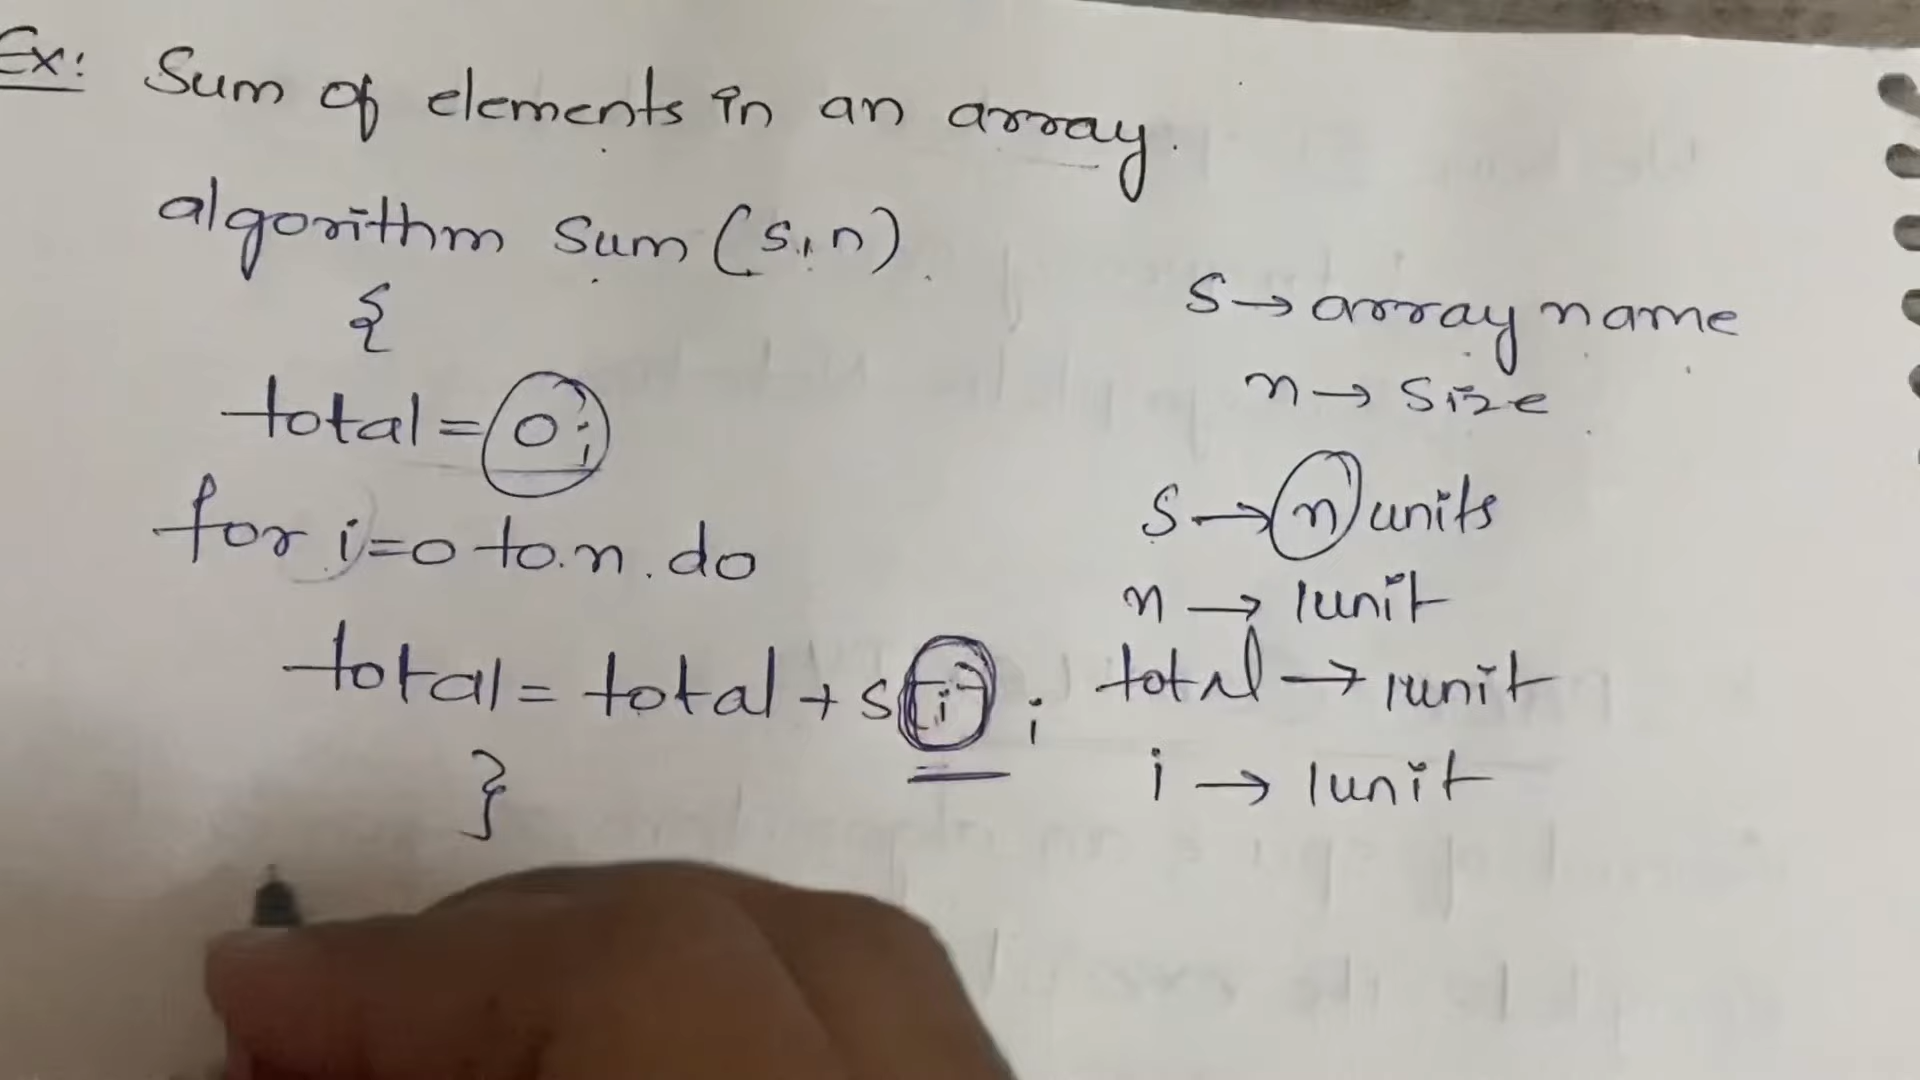 Ex: Sum of elements in an array.
algorithm Sum (s, n)
{
total = 0;
for i=0 to n do
total = total + s[i];
}
s → array name
n → size
s → n units
n → 1unit
total → 1unit
i → 1unit